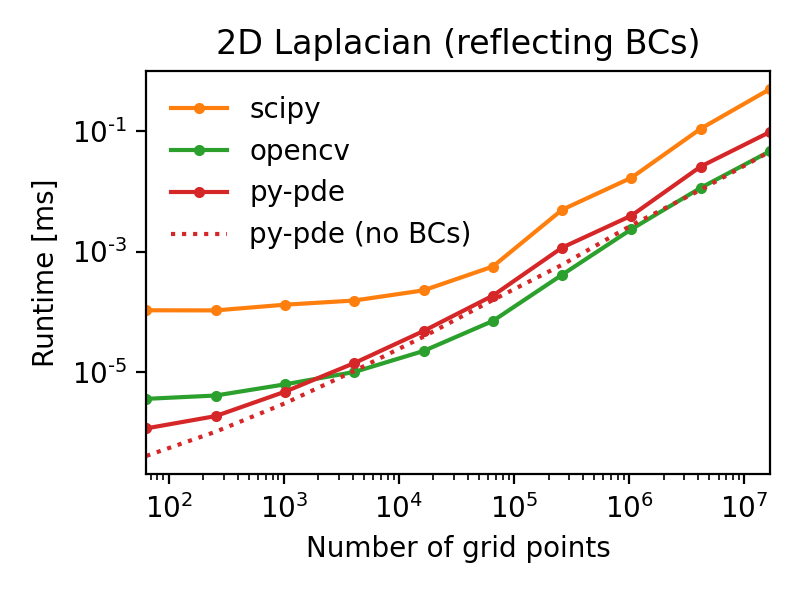 2D Laplacian (reflecting BCs)
scipy
opencv
py-pde
py-pde (no BCs)
Runtime [ms]
10⁻¹
10⁻³
10⁻⁵
10² 10³ 10⁴ 10⁵ 10⁶ 10⁷
Number of grid points